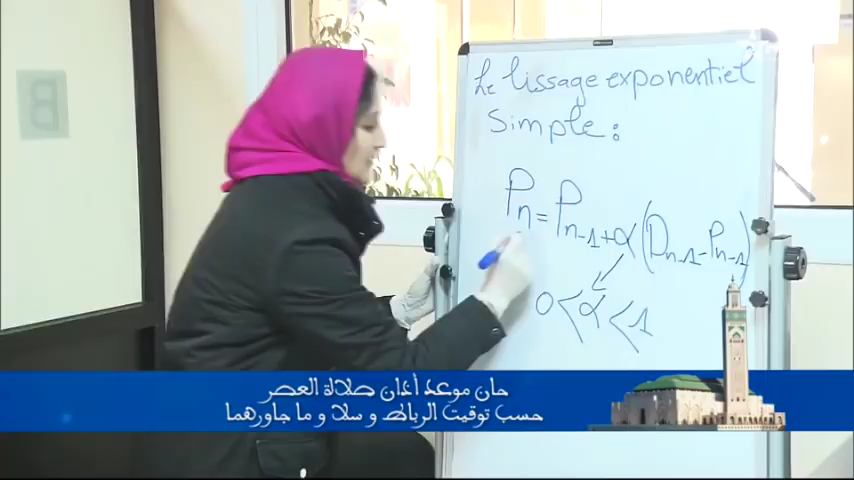 8
Le lissage exponentiel
Simple :
Pn = Pn-1 + α (Dn-1 - Pn-1)
0 < α < 1
حان موعد أذان صلاة العصر
حسب توقيت الرباط و سلا و ما جاورهما